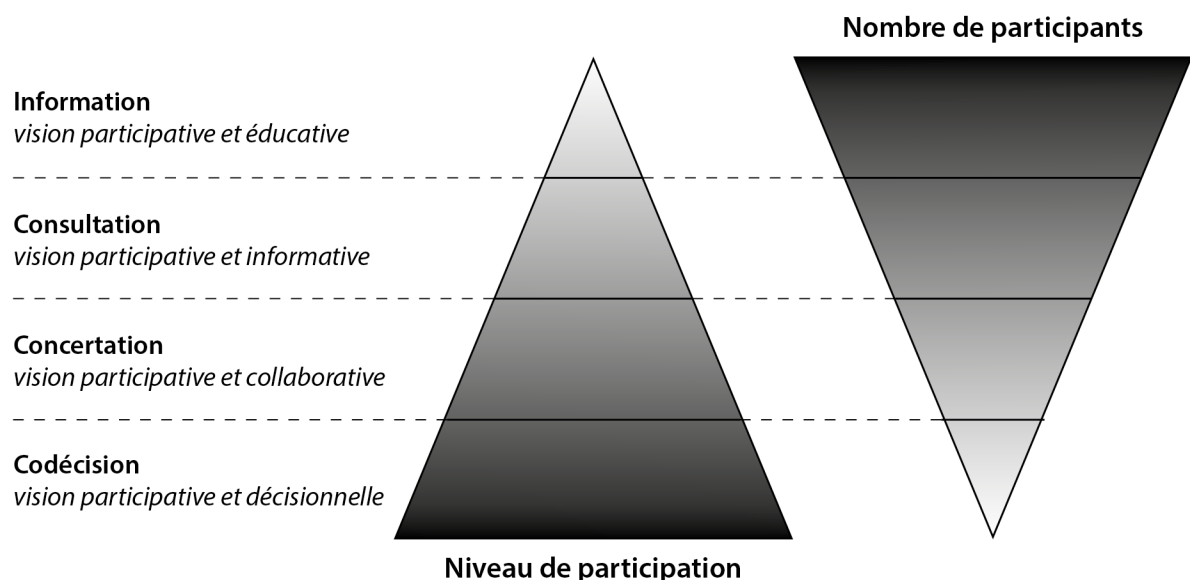 Nombre de participants
Information
vision participative et éducative
Consultation
vision participative et informative
Concertation
vision participative et collaborative
Codécision
vision participative et décisionnelle
Niveau de participation